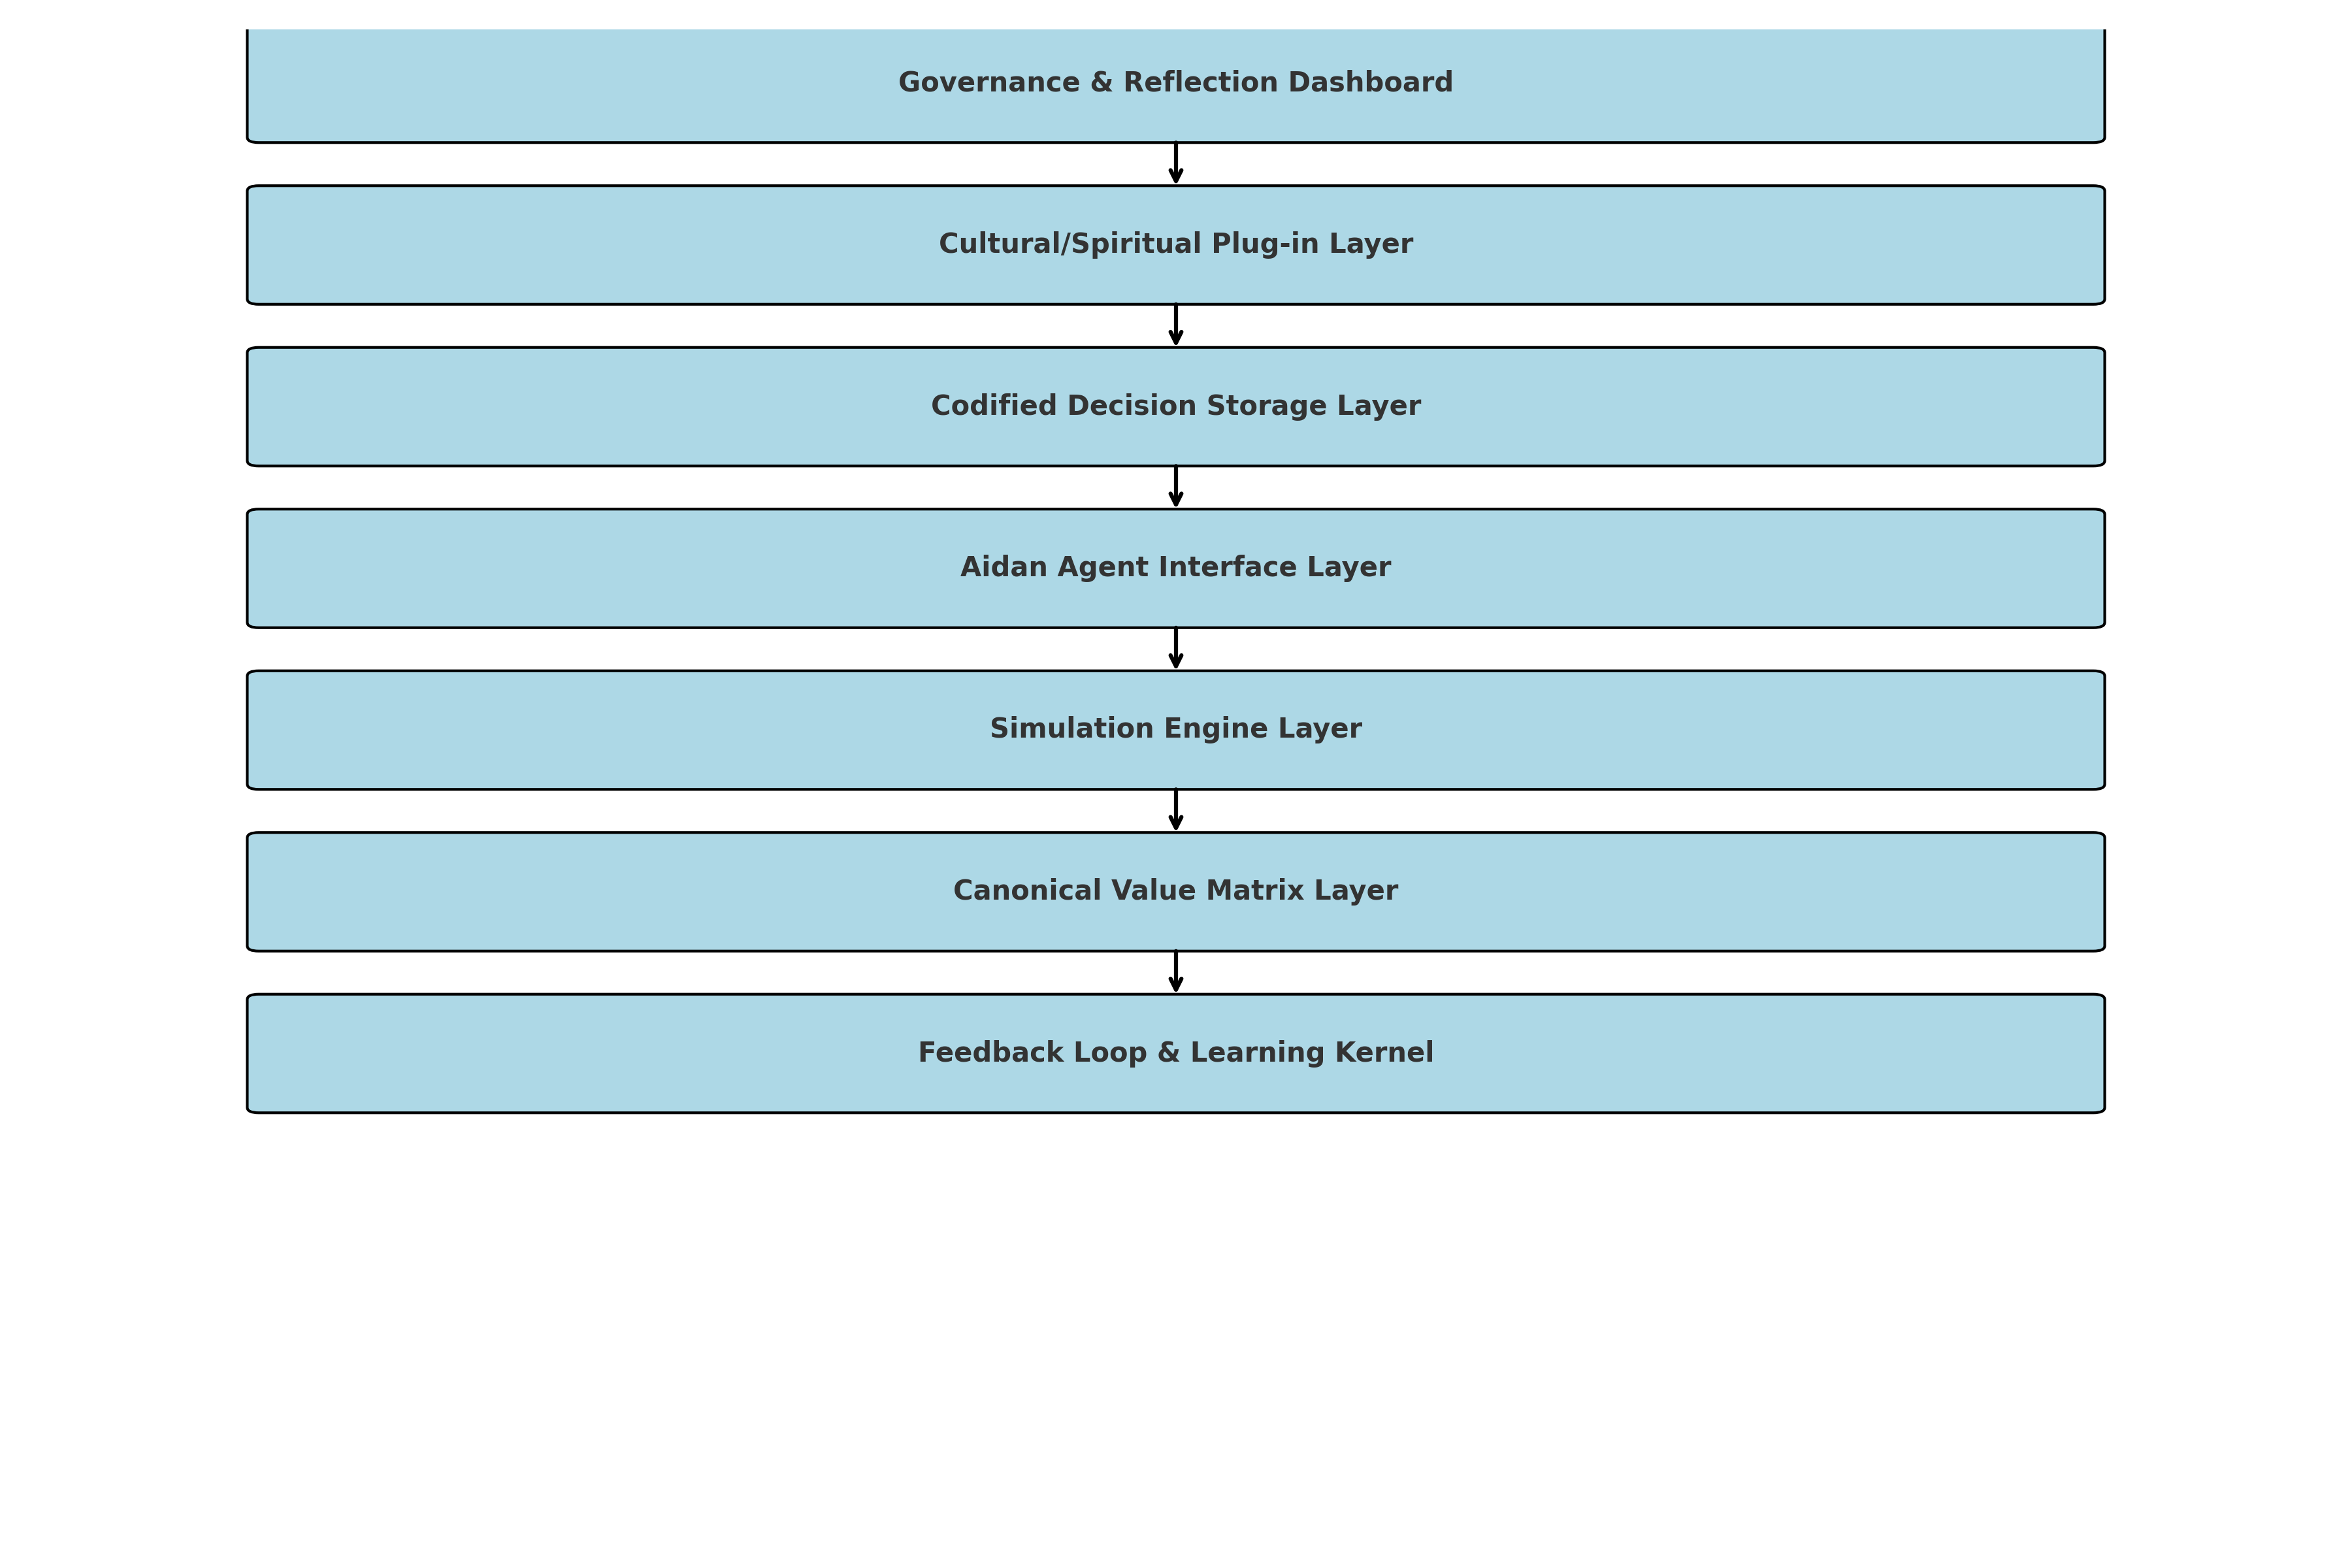 Governance & Reflection Dashboard
Cultural/Spiritual Plug-in Layer
Codified Decision Storage Layer
Aidan Agent Interface Layer
Simulation Engine Layer
Canonical Value Matrix Layer
Feedback Loop & Learning Kernel